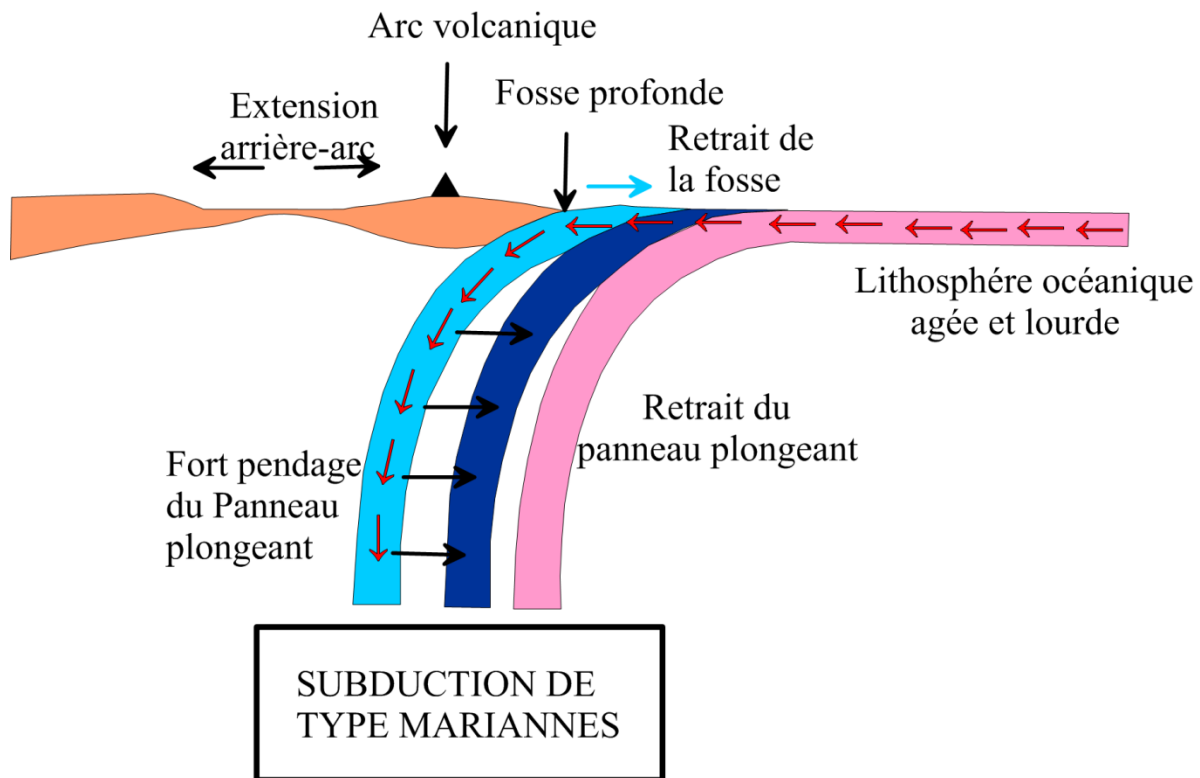 Arc volcanique
Fosse profonde
Extension
arrière-arc
Retrait de
la fosse
Lithosphére océanique
agée et lourde
Retrait du
panneau plongeant
Fort pendage
du Panneau
plongeant
SUBDUCTION DE
TYPE MARIANNES